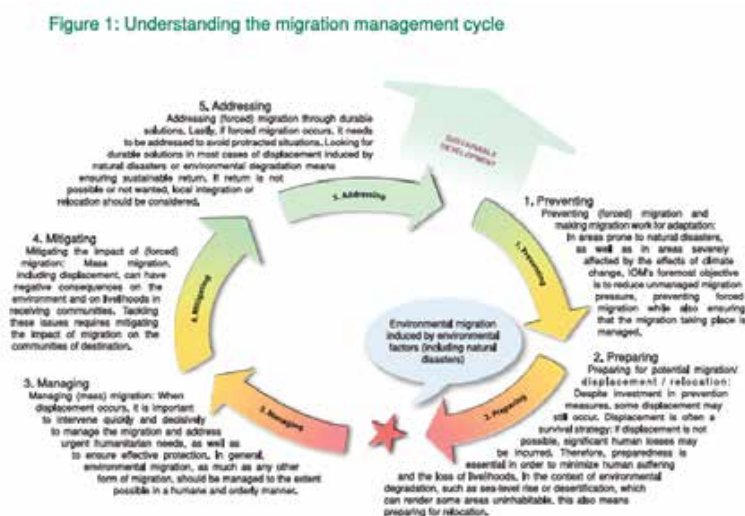 Figure 1: Understanding the migration management cycle
SUSTAINABLE
DEVELOPMENT
5. Addressing
Addressing (forced) migration through durable
solutions. Lastly, if forced migration occurs, it needs
to be addressed to avoid protracted situations. Looking for
durable solutions in most cases of displacement induced by
natural disasters or environmental degradation means
ensuring sustainable return. If return is not
possible or not wanted, local integration or
relocation should be considered.
5. Addressing
1. Preventing
Preventing (forced) migration and
making migration work for adaptation:
In areas prone to natural disasters,
as well as in areas severely
affected by the effects of climate
change, IOM's foremost objective
is to reduce unmanaged migration
pressure, preventing forced
migration while also ensuring
that the migration taking place is
managed.
1. Preventing
4. Mitigating
Mitigating the impact of (forced)
migration: Mass migration,
including displacement, can have
negative consequences on the
environment and on livelihoods in
receiving communities. Tackling
these issues requires mitigating
the impact of migration on the
communities of destination.
4. Mitigating
Environmental migration
induced by environmental
factors (including natural
disasters)
2. Preparing
Preparing for potential migration/
displacement / relocation:
Despite investment in prevention
measures, some displacement may
still occur. Displacement is often a
survival strategy: if displacement is not
possible, significant human losses may
be incurred. Therefore, preparedness is
essential in order to minimize human suffering
and the loss of livelihoods. In the context of environmental
degradation, such as sea-level rise or desertification, which
can render some areas uninhabitable, this also means
preparing for relocation.
2. Preparing
3. Managing
Managing (mass) migration: When
displacement occurs, it is important
to intervene quickly and decisively
to manage the migration and address
urgent humanitarian needs, as well as
to ensure effective protection. In general,
environmental migration, as much as any other
form of migration, should be managed to the extent
possible in a humane and orderly manner.
3. Managing